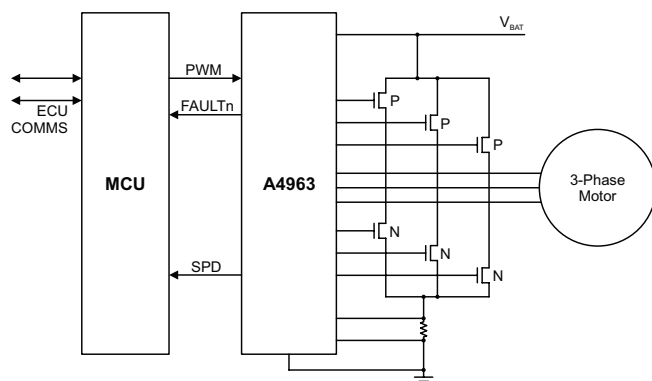 V_BAT
PWM
FAULTn
ECU
COMMS
MCU
A4963
SPD
P
P
P
N
N
N
3-Phase
Motor